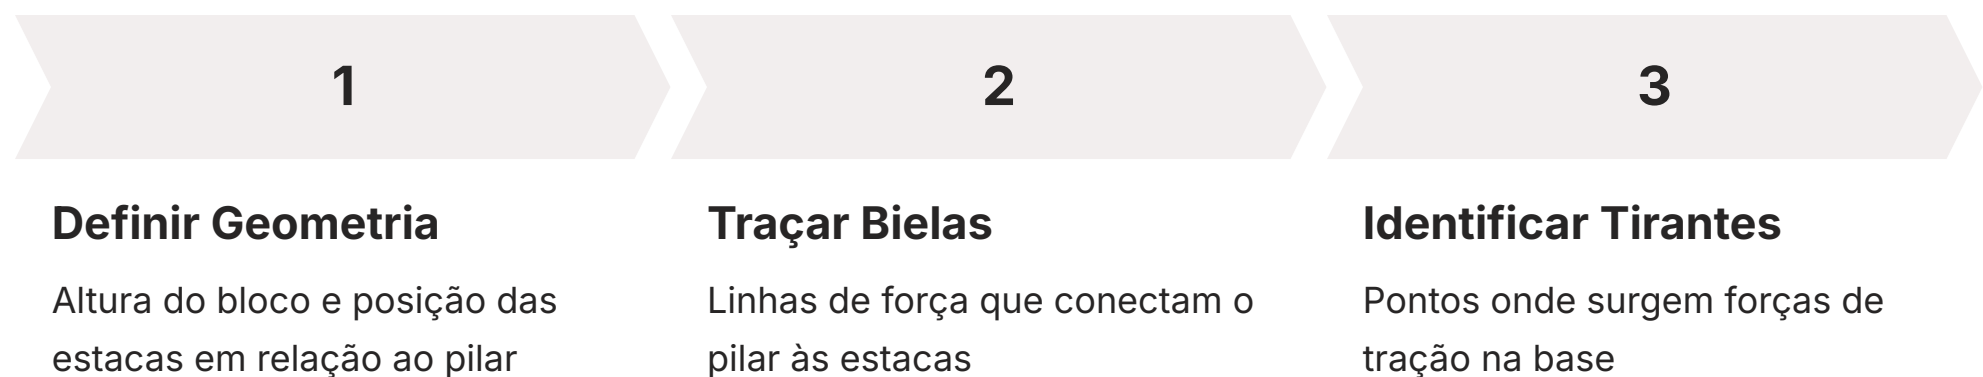 1
Definir Geometria
Altura do bloco e posição das
estacas em relação ao pilar
2
Traçar Bielas
Linhas de força que conectam o
pilar às estacas
3
Identificar Tirantes
Pontos onde surgem forças de
tração na base